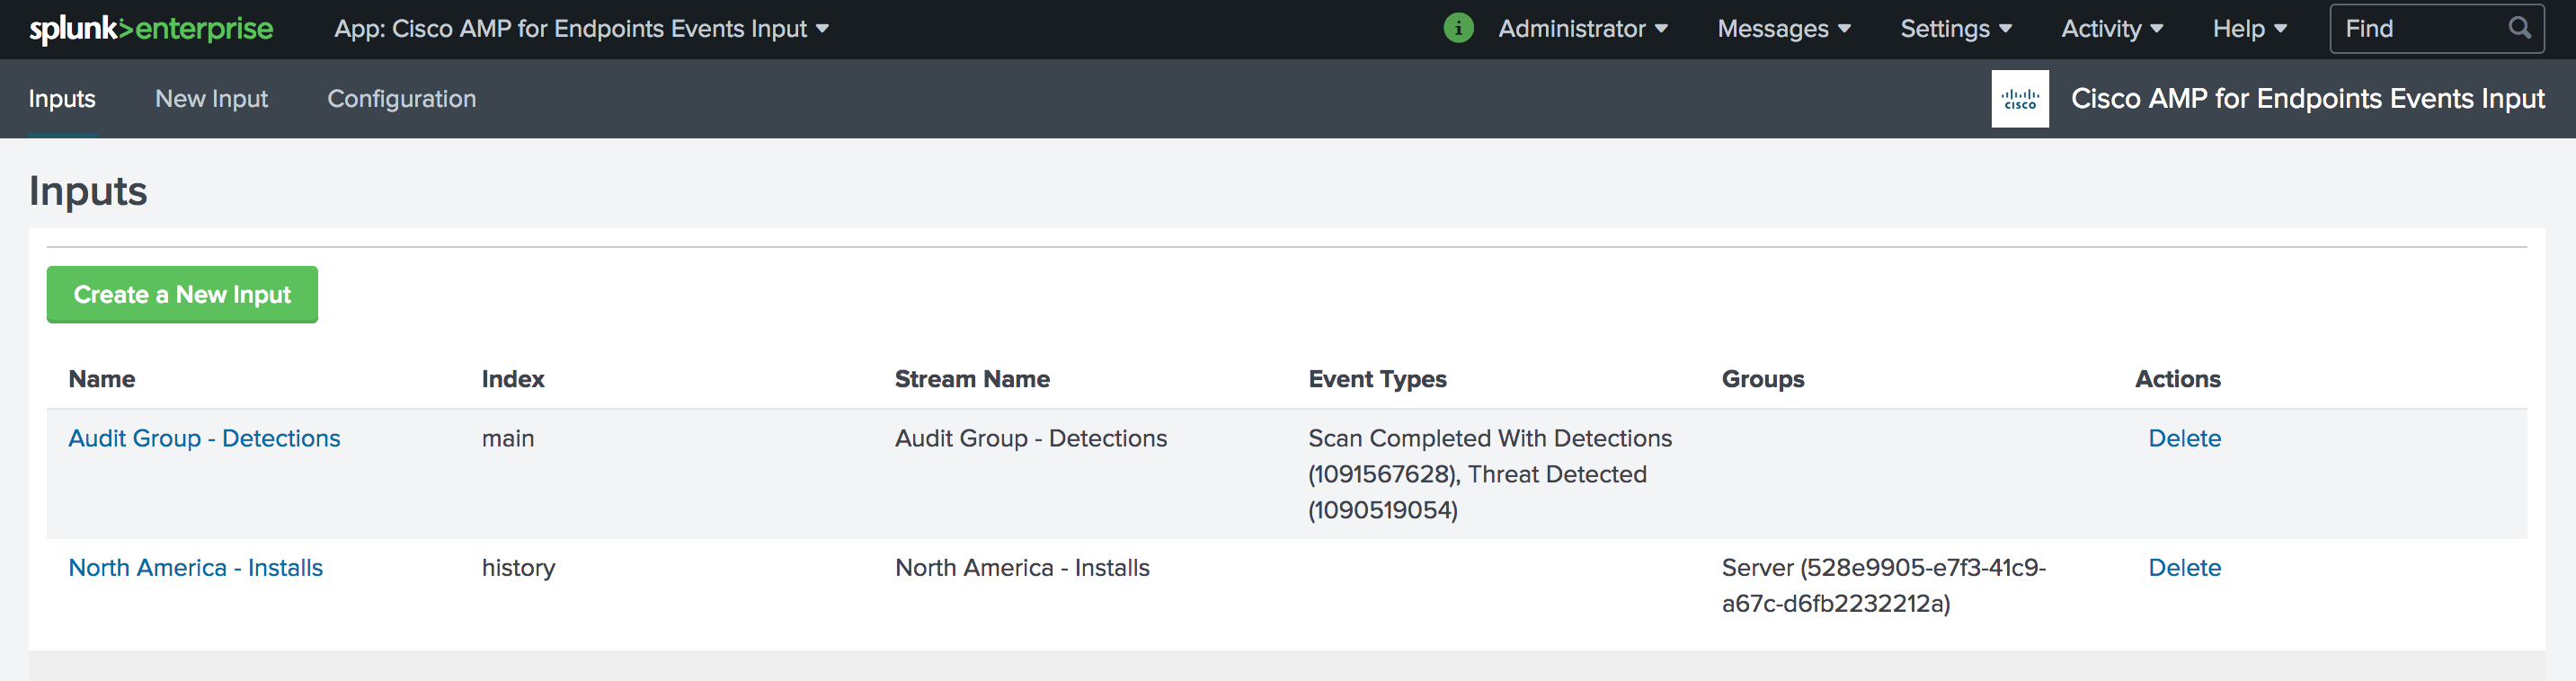 splunk>enterprise App: Cisco AMP for Endpoints Events Input Administrator Messages Settings Activity Help Find
Inputs New Input Configuration CISCO Cisco AMP for Endpoints Events Input
Inputs
Create a New Input
Name Index Stream Name Event Types Groups Actions
Audit Group - Detections main Audit Group - Detections Scan Completed With Detections Delete
(1091567628), Threat Detected
(1090519054)
North America - Installs history North America - Installs Server (528e9905-e7f3-41c9- Delete
a67c-d6fb2232212a)